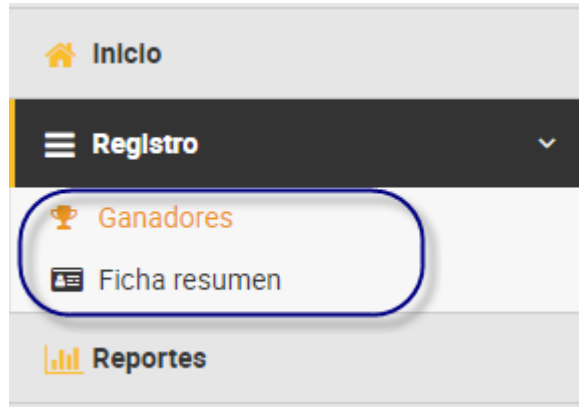 Inicio
Registro
Ganadores
Ficha resumen
Reportes